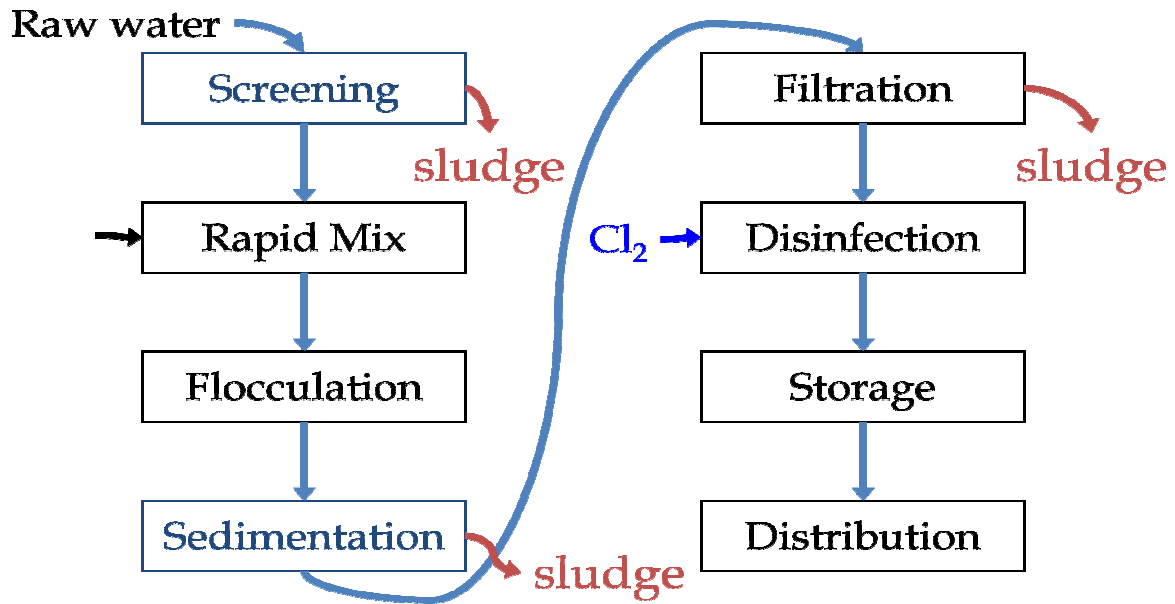 Raw water
Screening
sludge
Rapid Mix
Flocculation
Sedimentation
sludge
Filtration
sludge
Cl₂
Disinfection
Storage
Distribution